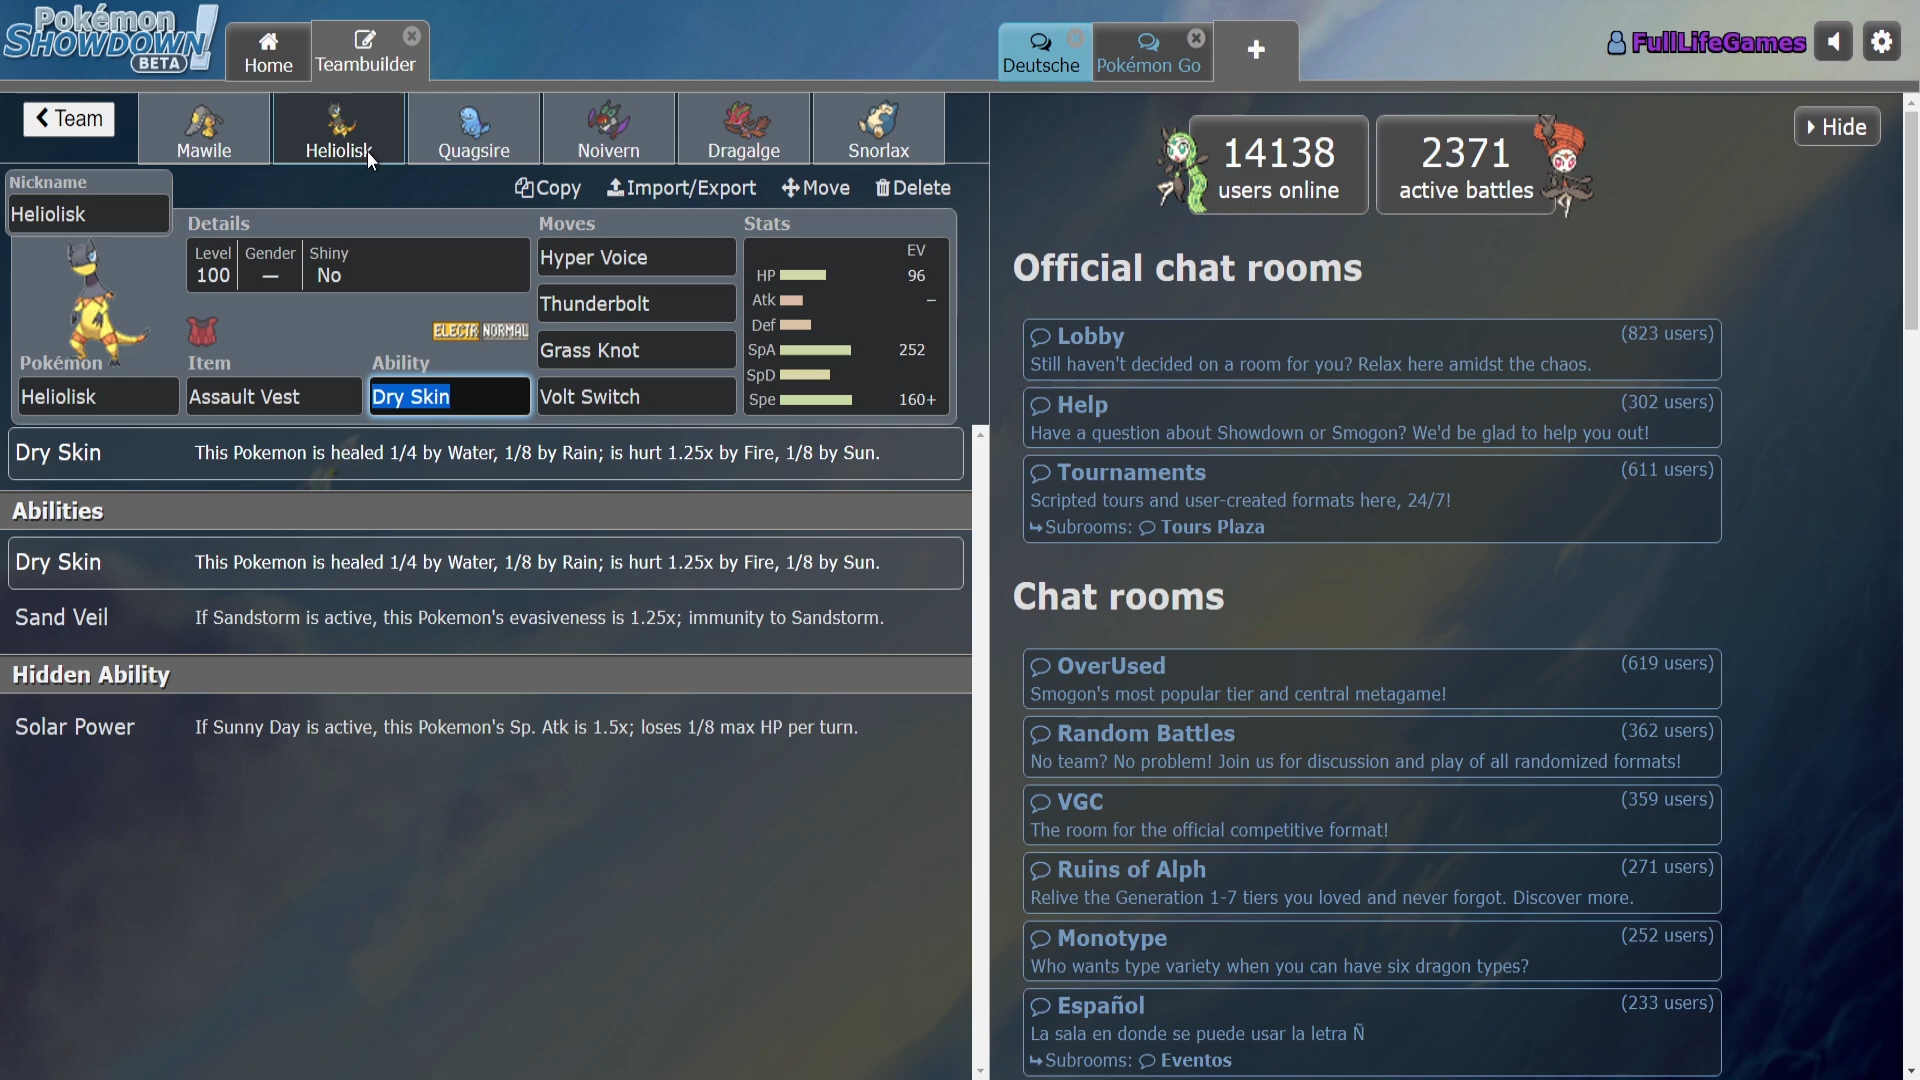 Pokémon
SHOWDOWN!
BETA
Home
Teambuilder
Deutsche
Pokémon Go
+
FullLifeGames
Team
Mawile
Heliolisk
Quagsire
Noivern
Dragalge
Snorlax
Copy
Import/Export
Move
Delete
Nickname
Heliolisk
Details
Level
Gender
Shiny
100
—
No
ELECTR NORMAL
Pokémon
Item
Ability
Heliolisk
Assault Vest
Dry Skin
Moves
Hyper Voice
Thunderbolt
Grass Knot
Volt Switch
Stats
EV
HP 96
Atk –
Def
SpA 252
SpD
Spe 160+
Dry Skin This Pokemon is healed 1/4 by Water, 1/8 by Rain; is hurt 1.25x by Fire, 1/8 by Sun.
Abilities
Dry Skin This Pokemon is healed 1/4 by Water, 1/8 by Rain; is hurt 1.25x by Fire, 1/8 by Sun.
Sand Veil If Sandstorm is active, this Pokemon's evasiveness is 1.25x; immunity to Sandstorm.
Hidden Ability
Solar Power If Sunny Day is active, this Pokemon's Sp. Atk is 1.5x; loses 1/8 max HP per turn.
14138
users online
2371
active battles
Hide
Official chat rooms
Lobby (823 users)
Still haven't decided on a room for you? Relax here amidst the chaos.
Help (302 users)
Have a question about Showdown or Smogon? We'd be glad to help you out!
Tournaments (611 users)
Scripted tours and user-created formats here, 24/7!
↳Subrooms: Tours Plaza
Chat rooms
OverUsed (619 users)
Smogon's most popular tier and central metagame!
Random Battles (362 users)
No team? No problem! Join us for discussion and play of all randomized formats!
VGC (359 users)
The room for the official competitive format!
Ruins of Alph (271 users)
Relive the Generation 1-7 tiers you loved and never forgot. Discover more.
Monotype (252 users)
Who wants type variety when you can have six dragon types?
Español (233 users)
La sala en donde se puede usar la letra Ñ
↳Subrooms: Eventos